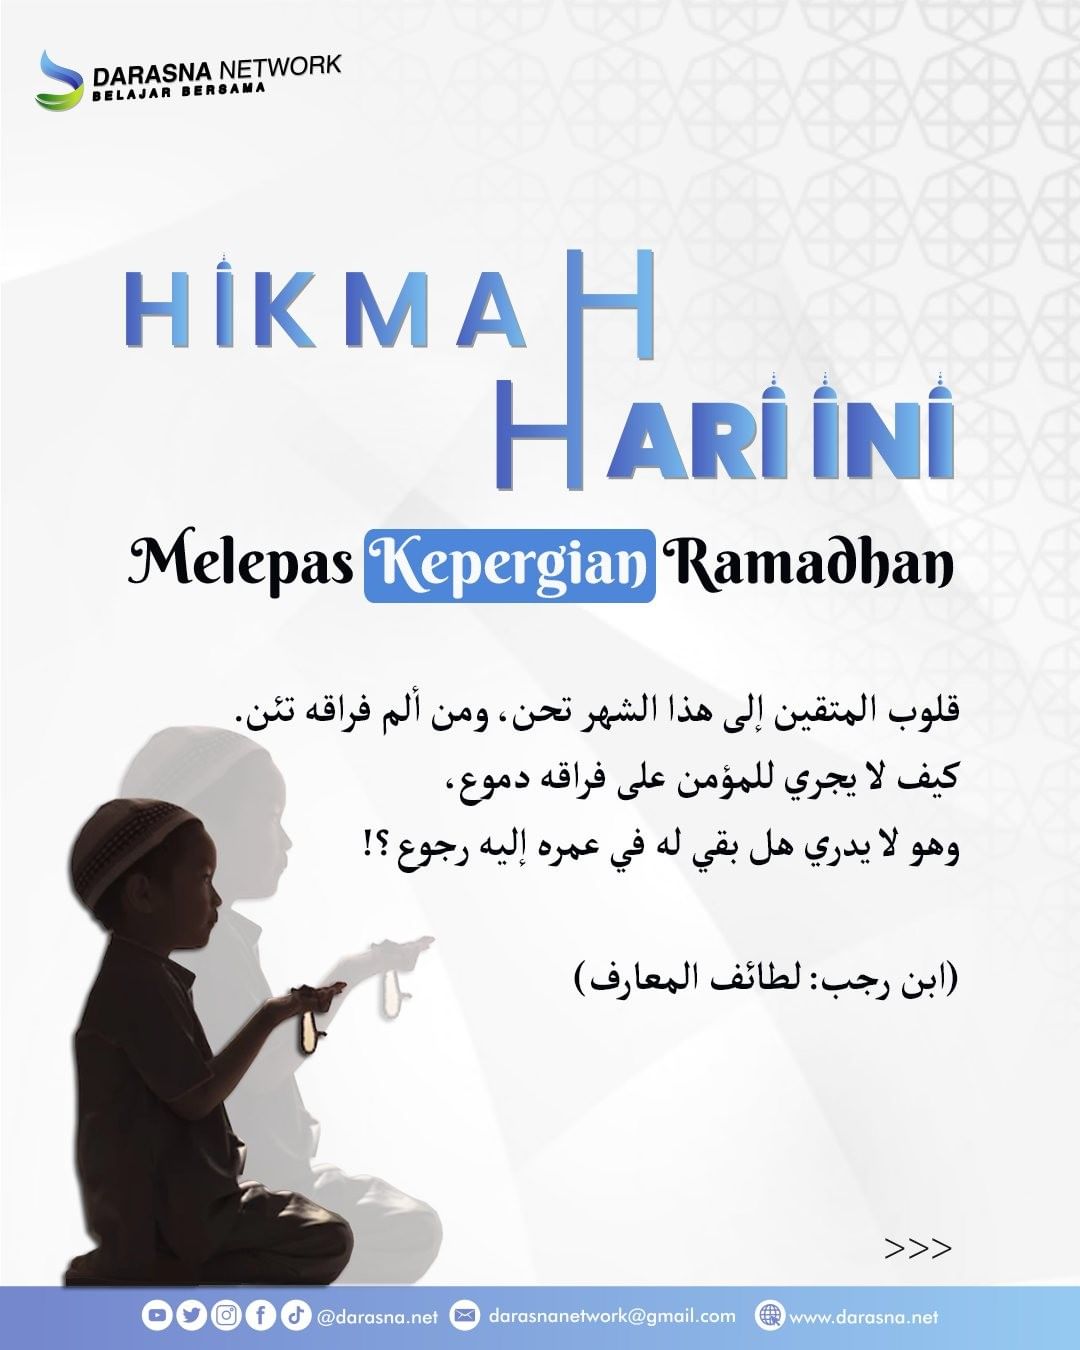 DARASNA NETWORK
BELAJAR BERSAMA
HIKMAH
HARI INI
Melepas Kepergian Ramadhan
قلوب المتقين إلى هذا الشهر تحن، ومن ألم فراقه تئن.
كيف لا يجري للمؤمن على فراقه دموع،
وهو لا يدري هل بقي له في عمره إليه رجوع؟!
(ابن رجب: لطائف المعارف)
>>>
@darasna.net darasnanetwork@gmail.com www.darasna.net